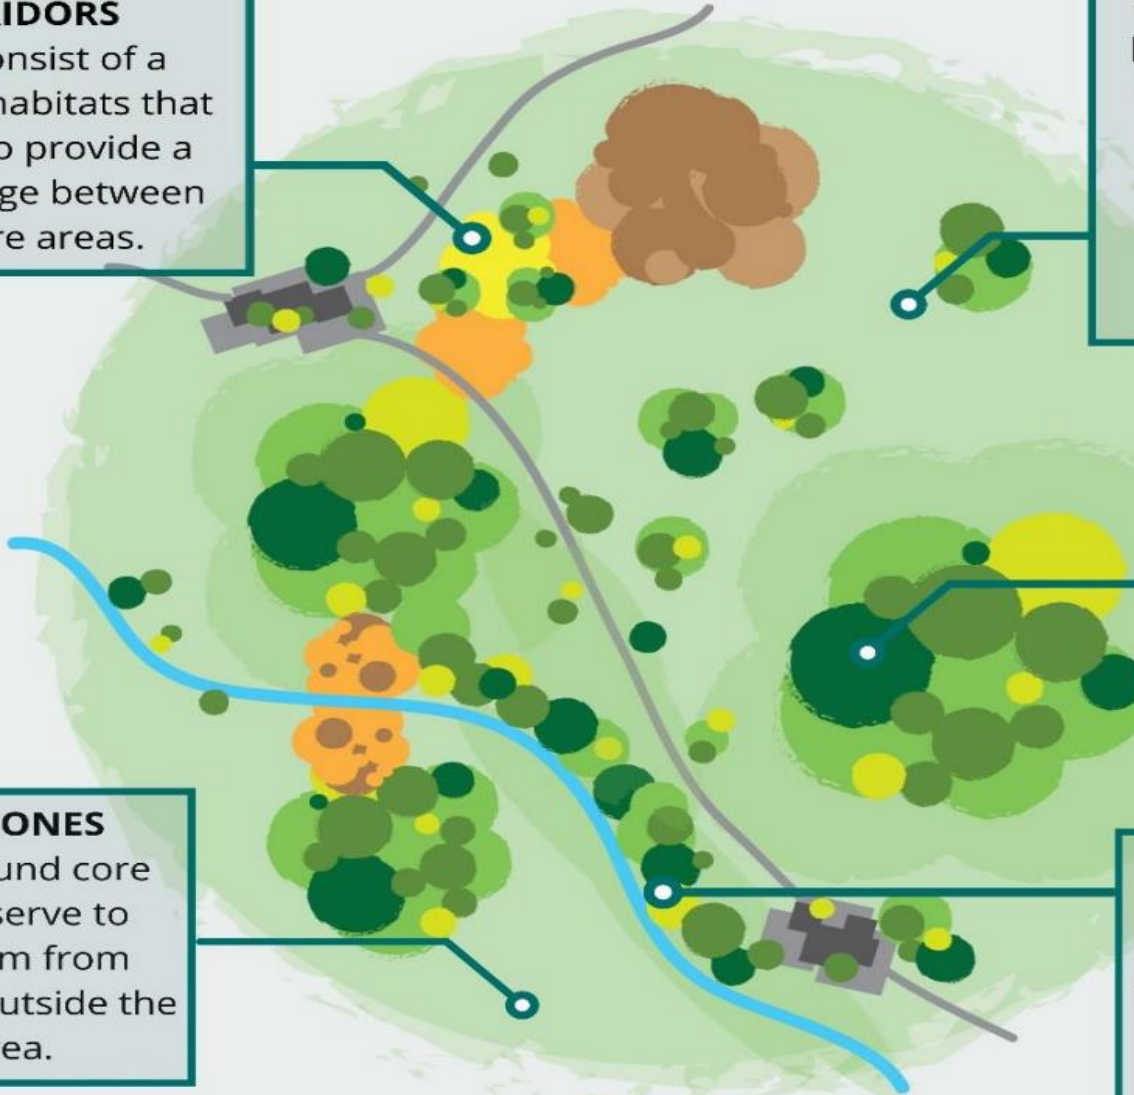 IDORS
onsist of a
habitats that
o provide a
ge between
re areas.
ONES
und core
serve to
m from
utside the
ea.